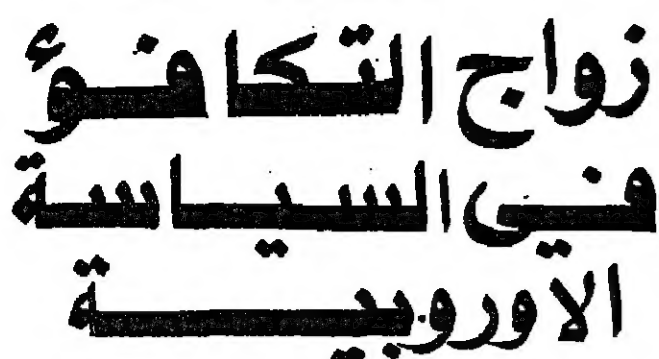 زواج التكافؤ
في السياسة
الاوروبية